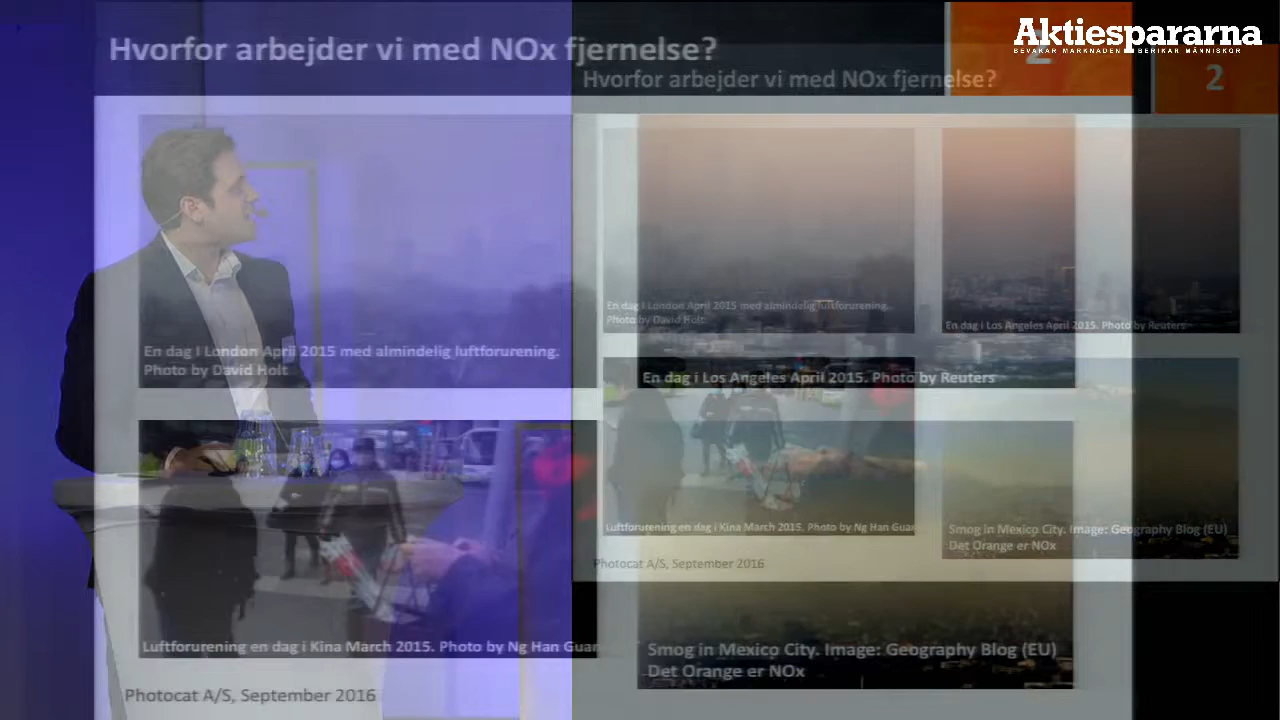 Aktiespararna
BEVAKAR MARKNADEN BERIKAR MÄNNISKOR
Hvorfor arbejder vi med NOx fjernelse?
2
Hvorfor arbejder vi med NOx fjernelse?
2
En dag i London April 2015 med almindelig luftforurening.
Photo by David Holt
En dag i Los Angeles April 2015. Photo by Reuters
En dag i London April 2015 med almindelig luftforurening.
Photo by David Holt
En dag i Los Angeles April 2015. Photo by Reuters
Luftforurening en dag i Kina March 2015. Photo by Ng Han Guan
Smog in Mexico City. Image: Geography Blog (EU)
Det Orange er NOx
Photocat A/S, September 2016
Luftforurening en dag i Kina March 2015. Photo by Ng Han Guan
Smog in Mexico City. Image: Geography Blog (EU)
Det Orange er NOx
Photocat A/S, September 2016